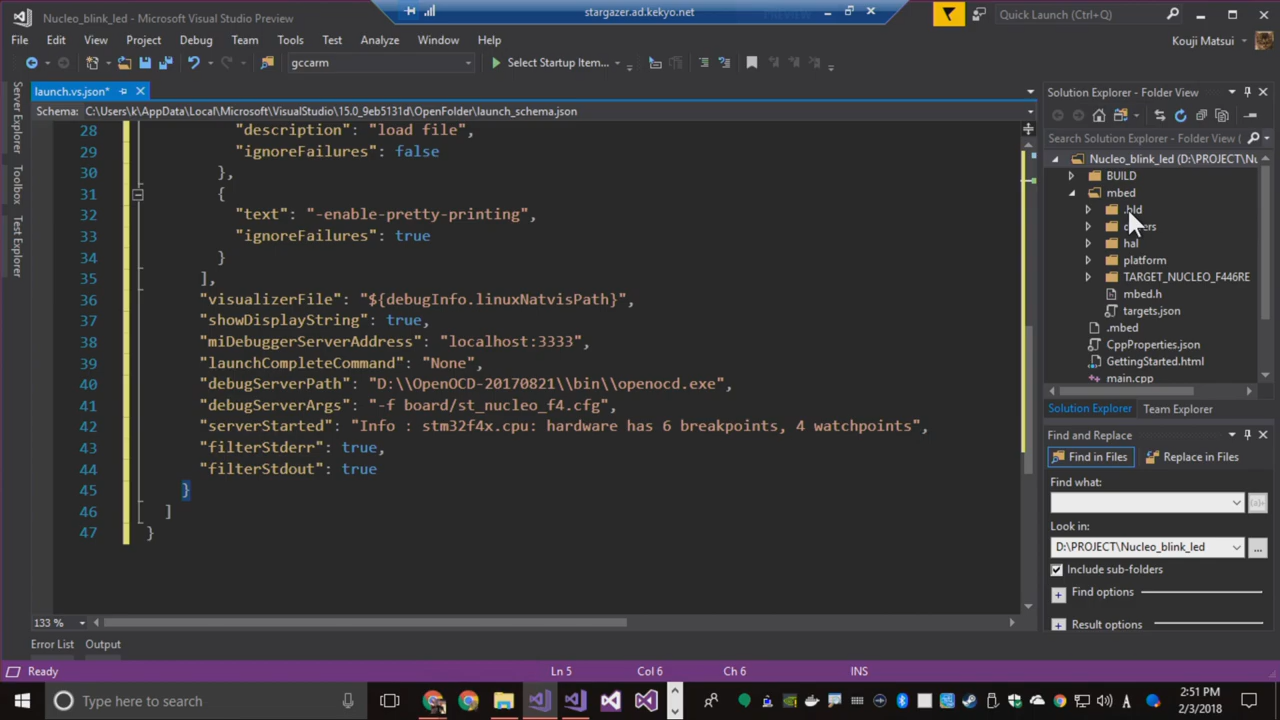 Nucleo_blink_led - Microsoft Visual Studio Preview
stargazer.ad.kekyo.net
Quick Launch (Ctrl+Q)
File Edit View Project Debug Team Tools Test Analyze Window Help
Kouji Matsui
gccarm
Select Startup Item...
Server Explorer
Toolbox
Test Explorer
launch.vs.json*
Schema: C:\Users\k\AppData\Local\Microsoft\VisualStudio\15.0_9eb5131d\OpenFolder\launch_schema.json
28 "description": "load file",
29 "ignoreFailures": false
30 },
31 {
32 "text": "-enable-pretty-printing",
33 "ignoreFailures": true
34 }
35 ],
36 "visualizerFile": "${debugInfo.linuxNatvisPath}",
37 "showDisplayString": true,
38 "miDebuggerServerAddress": "localhost:3333",
39 "launchCompleteCommand": "None",
40 "debugServerPath": "D:\\OpenOCD-20170821\\bin\\openocd.exe",
41 "debugServerArgs": "-f board/st_nucleo_f4.cfg",
42 "serverStarted": "Info : stm32f4x.cpu: hardware has 6 breakpoints, 4 watchpoints",
43 "filterStderr": true,
44 "filterStdout": true
45 }
46 ]
47 }
133 %
Solution Explorer - Folder View
Search Solution Explorer - Folder View (
Nucleo_blink_led (D:\PROJECT\Nu
BUILD
mbed
.bld
hal
platform
TARGET_NUCLEO_F446RE
mbed.h
targets.json
.mbed
CppProperties.json
GettingStarted.html
main.cpp
Solution Explorer Team Explorer
Find and Replace
Find in Files Replace in Files
Find what:
Look in:
D:\PROJECT\Nucleo_blink_led
...
Include sub-folders
Find options
Result options
Error List Output
Ready Ln 5 Col 6 Ch 6 INS
Type here to search
A
2:51 PM
2/3/2018